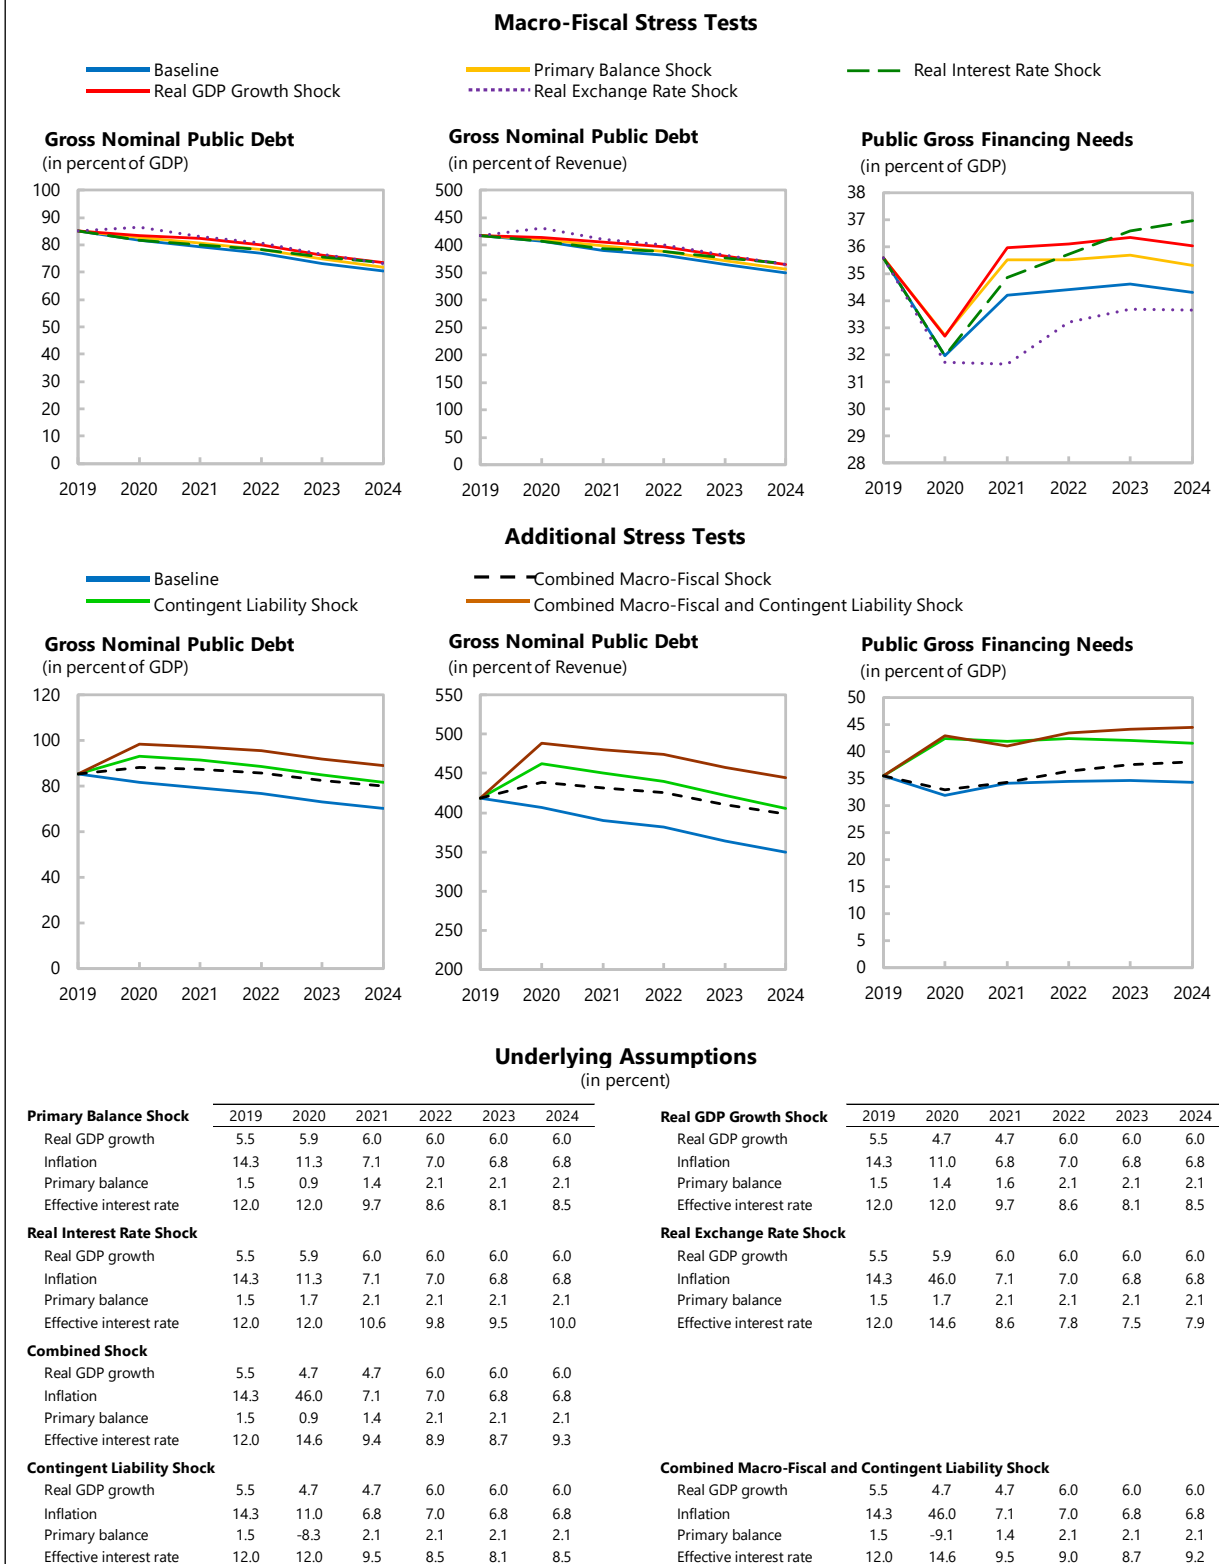 Macro-Fiscal Stress Tests
Baseline Primary Balance Shock Real Interest Rate Shock
Real GDP Growth Shock Real Exchange Rate Shock
Gross Nominal Public Debt
(in percent of GDP)
100
90
80
70
60
50
40
30
20
10
0
2019 2020 2021 2022 2023 2024
Gross Nominal Public Debt
(in percent of Revenue)
500
450
400
350
300
250
200
150
100
50
0
2019 2020 2021 2022 2023 2024
Public Gross Financing Needs
(in percent of GDP)
38
37
36
35
34
33
32
31
30
29
28
2019 2020 2021 2022 2023 2024
Additional Stress Tests
Baseline Combined Macro-Fiscal Shock
Contingent Liability Shock Combined Macro-Fiscal and Contingent Liability Shock
Gross Nominal Public Debt
(in percent of GDP)
120
100
80
60
40
20
0
2019 2020 2021 2022 2023 2024
Gross Nominal Public Debt
(in percent of Revenue)
550
500
450
400
350
300
250
200
2019 2020 2021 2022 2023 2024
Public Gross Financing Needs
(in percent of GDP)
50
45
40
35
30
25
20
15
10
5
0
2019 2020 2021 2022 2023 2024
Underlying Assumptions
(in percent)
Primary Balance Shock 2019 2020 2021 2022 2023 2024
Real GDP growth 5.5 5.9 6.0 6.0 6.0 6.0
Inflation 14.3 11.3 7.1 7.0 6.8 6.8
Primary balance 1.5 0.9 1.4 2.1 2.1 2.1
Effective interest rate 12.0 12.0 9.7 8.6 8.1 8.5
Real GDP Growth Shock 2019 2020 2021 2022 2023 2024
Real GDP growth 5.5 4.7 4.7 6.0 6.0 6.0
Inflation 14.3 11.0 6.8 7.0 6.8 6.8
Primary balance 1.5 1.4 1.6 2.1 2.1 2.1
Effective interest rate 12.0 12.0 9.7 8.6 8.1 8.5
Real Interest Rate Shock
Real GDP growth 5.5 5.9 6.0 6.0 6.0 6.0
Inflation 14.3 11.3 7.1 7.0 6.8 6.8
Primary balance 1.5 1.7 2.1 2.1 2.1 2.1
Effective interest rate 12.0 12.0 10.6 9.8 9.5 10.0
Real Exchange Rate Shock
Real GDP growth 5.5 5.9 6.0 6.0 6.0 6.0
Inflation 14.3 46.0 7.1 7.0 6.8 6.8
Primary balance 1.5 1.7 2.1 2.1 2.1 2.1
Effective interest rate 12.0 14.6 8.6 7.8 7.5 7.9
Combined Shock
Real GDP growth 5.5 4.7 4.7 6.0 6.0 6.0
Inflation 14.3 46.0 7.1 7.0 6.8 6.8
Primary balance 1.5 0.9 1.4 2.1 2.1 2.1
Effective interest rate 12.0 14.6 9.4 8.9 8.7 9.3
Contingent Liability Shock
Real GDP growth 5.5 4.7 4.7 6.0 6.0 6.0
Inflation 14.3 11.0 6.8 7.0 6.8 6.8
Primary balance 1.5 -8.3 2.1 2.1 2.1 2.1
Effective interest rate 12.0 12.0 9.5 8.5 8.1 8.5
Combined Macro-Fiscal and Contingent Liability Shock
Real GDP growth 5.5 4.7 4.7 6.0 6.0 6.0
Inflation 14.3 46.0 7.1 7.0 6.8 6.8
Primary balance 1.5 -9.1 1.4 2.1 2.1 2.1
Effective interest rate 12.0 14.6 9.5 9.0 8.7 9.2